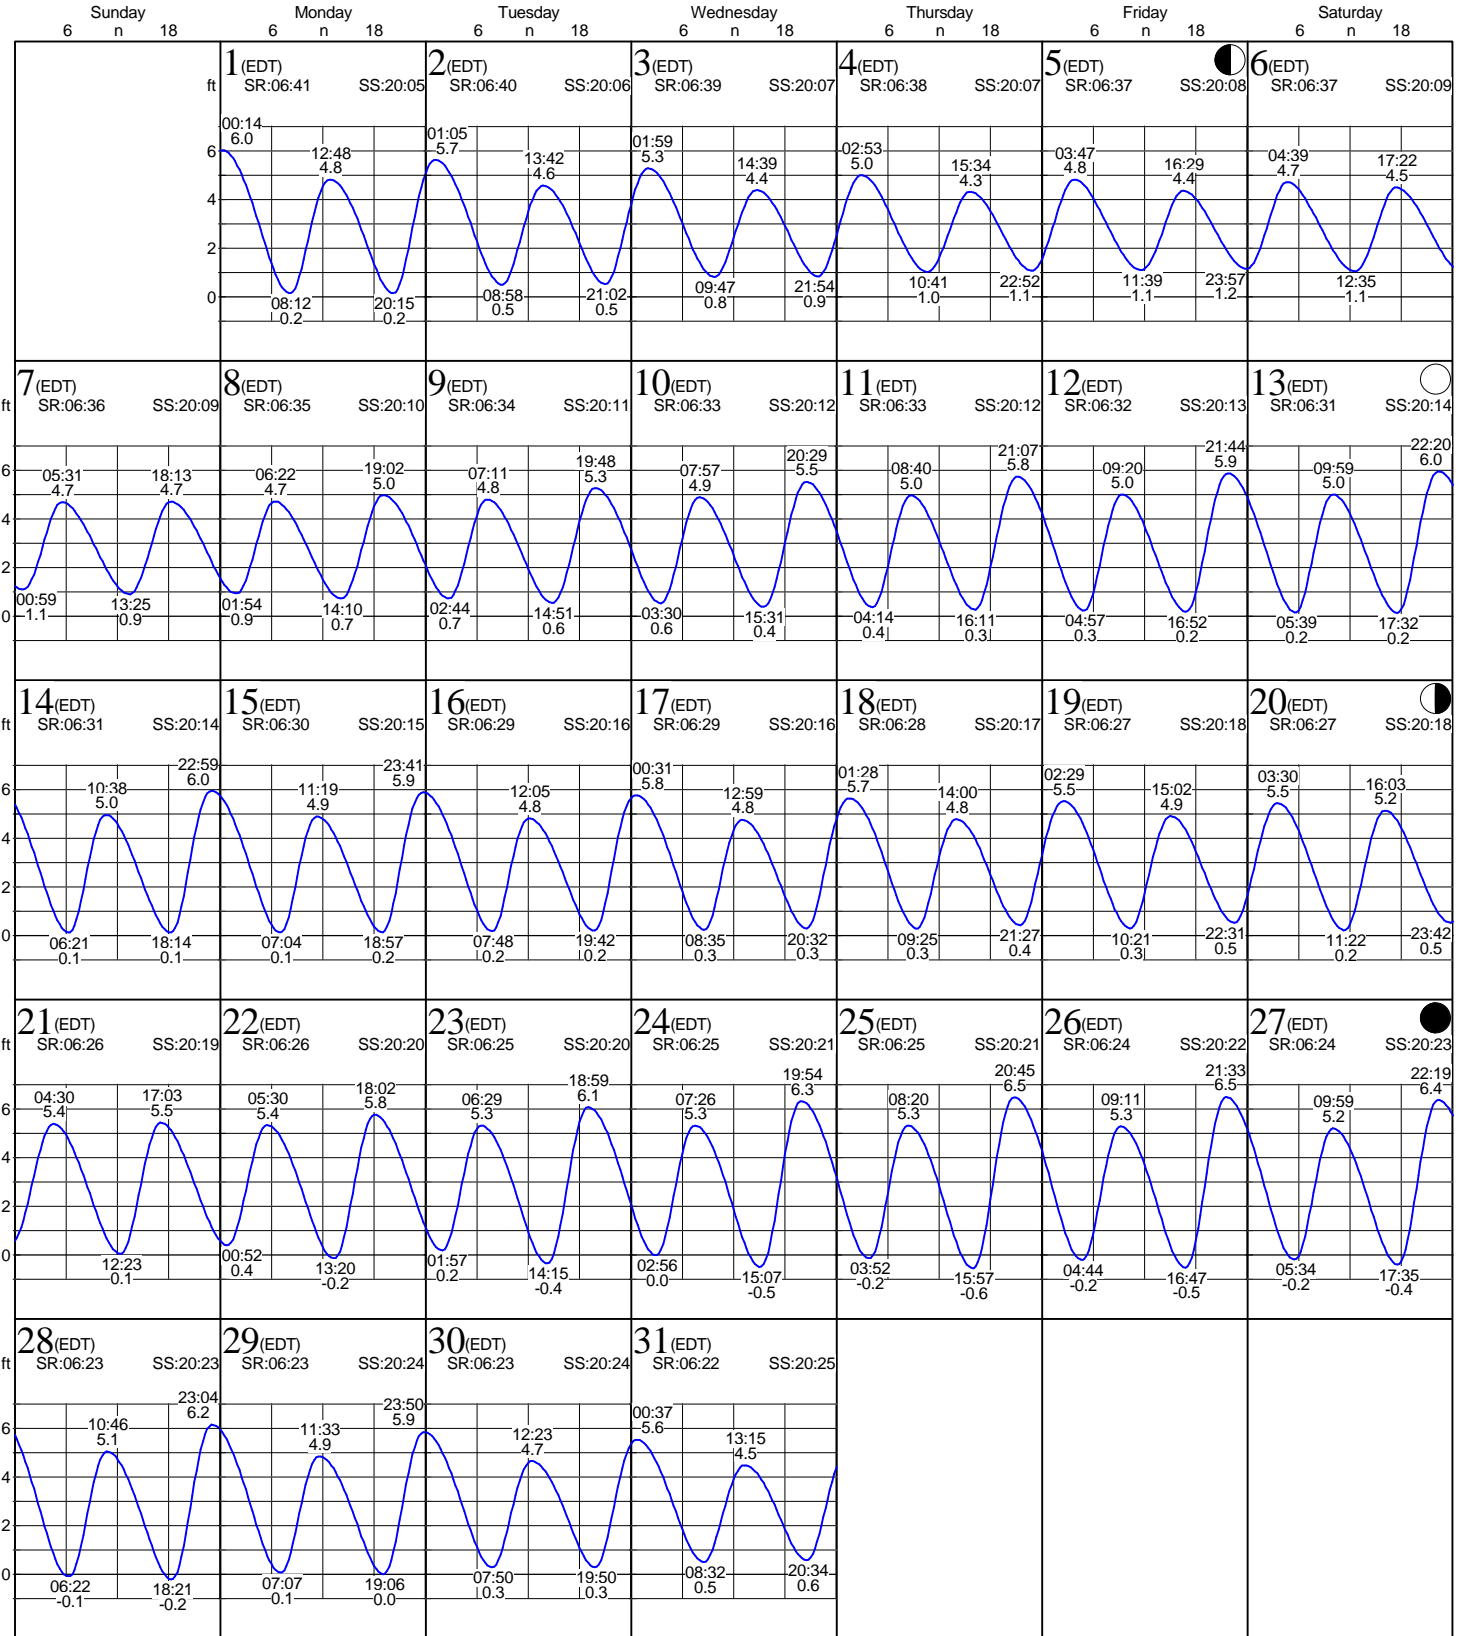 Sunday Monday Tuesday Wednesday Thursday Friday Saturday
6 n 18 6 n 18 6 n 18 6 n 18 6 n 18 6 n 18 6 n 18
1(EDT) 2(EDT) 3(EDT) 4(EDT) 5(EDT) 6(EDT)
ft SR:06:41 SS:20:05 SR:06:40 SS:20:06 SR:06:39 SS:20:07 SR:06:38 SS:20:07 SR:06:37 SS:20:08 SR:06:37 SS:20:09
00:14 12:48 01:05 13:42 01:59 14:39 02:53 15:34 03:47 16:29 04:39 17:22
6.0 4.8 5.7 4.6 5.3 4.4 5.0 4.3 4.8 4.4 4.7 4.5
6
4
2
0
08:12 20:15 08:58 21:02 09:47 21:54 10:41 22:52 11:39 23:57 12:35
0.2 0.2 0.5 0.5 0.8 0.9 1.0 1.1 1.1 1.2 1.1
7(EDT) 8(EDT) 9(EDT) 10(EDT) 11(EDT) 12(EDT) 13(EDT)
ft SR:06:36 SS:20:09 SR:06:35 SS:20:10 SR:06:34 SS:20:11 SR:06:33 SS:20:12 SR:06:33 SS:20:12 SR:06:32 SS:20:13 SR:06:31 SS:20:14
05:31 18:13 06:22 19:02 07:11 19:48 07:57 20:29 08:40 21:07 09:20 21:44 09:59 22:20
4.7 4.7 4.7 5.0 4.8 5.3 4.9 5.5 5.0 5.8 5.0 5.9 5.0 6.0
6
4
2
0
00:59 13:25 01:54 14:10 02:44 14:51 03:30 15:31 04:14 16:11 04:57 16:52 05:39 17:32
1.1 0.9 0.9 0.7 0.7 0.6 0.6 0.4 0.4 0.3 0.3 0.2 0.2 0.2
14(EDT) 15(EDT) 16(EDT) 17(EDT) 18(EDT) 19(EDT) 20(EDT)
ft SR:06:31 SS:20:14 SR:06:30 SS:20:15 SR:06:29 SS:20:16 SR:06:29 SS:20:16 SR:06:28 SS:20:17 SR:06:27 SS:20:18 SR:06:27 SS:20:18
10:38 22:59 11:19 23:41 12:05 00:31 12:59 01:28 14:00 02:29 15:02 03:30 16:03
5.0 6.0 4.9 5.9 4.8 5.8 4.8 5.7 4.8 5.5 4.9 5.5 5.2
6
4
2
0
06:21 18:14 07:04 18:57 07:48 19:42 08:35 20:32 09:25 21:27 10:21 22:31 11:22 23:42
0.1 0.1 0.1 0.2 0.2 0.2 0.3 0.3 0.3 0.4 0.3 0.5 0.2 0.5
21(EDT) 22(EDT) 23(EDT) 24(EDT) 25(EDT) 26(EDT) 27(EDT)
ft SR:06:26 SS:20:19 SR:06:26 SS:20:20 SR:06:25 SS:20:20 SR:06:25 SS:20:21 SR:06:25 SS:20:21 SR:06:24 SS:20:22 SR:06:24 SS:20:23
04:30 17:03 05:30 18:02 06:29 18:59 07:26 19:54 08:20 20:45 09:11 21:33 09:59 22:19
5.4 5.5 5.4 5.8 5.3 6.1 5.3 6.3 5.3 6.5 5.3 6.5 5.2 6.4
6
4
2
0
12:23 00:52 13:20 01:57 14:15 02:56 15:07 03:52 15:57 04:44 16:47 05:34 17:35
0.1 0.4 -0.2 0.2 -0.4 0.0 -0.5 -0.2 -0.6 -0.2 -0.5 -0.2 -0.4
28(EDT) 29(EDT) 30(EDT) 31(EDT)
ft SR:06:23 SS:20:23 SR:06:23 SS:20:24 SR:06:23 SS:20:24 SR:06:22 SS:20:25
10:46 23:04 11:33 23:50 12:23 00:37 13:15
5.1 6.2 4.9 5.9 4.7 5.6 4.5
6
4
2
0
06:22 18:21 07:07 19:06 07:50 19:50 08:32 20:34
-0.1 -0.2 0.1 0.0 0.3 0.3 0.5 0.6